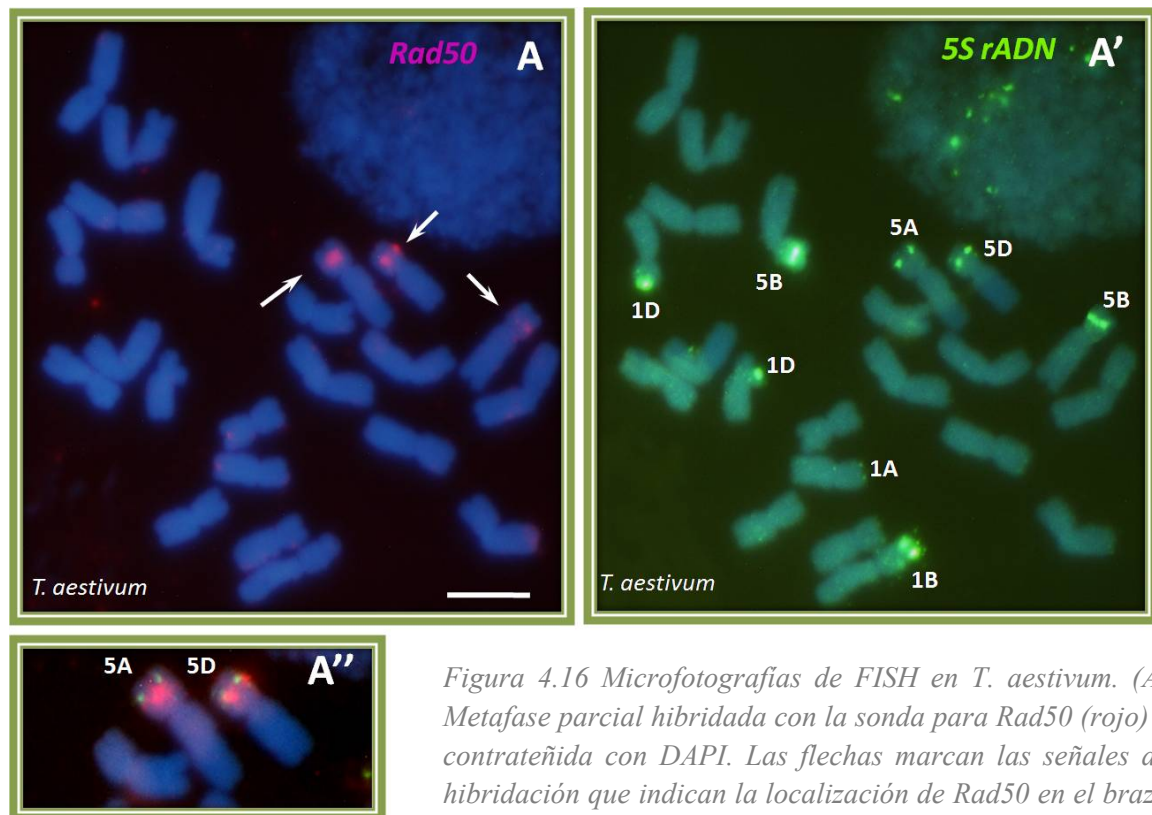 Rad50
A
T. aestivum
5S rADN
A'
5A
5D
5B
5B
1D
1D
1A
1B
T. aestivum
5A
5D
A''
Figura 4.16 Microfotografías de FISH en T. aestivum. (A
Metafase parcial hibridada con la sonda para Rad50 (rojo)
contrateñida con DAPI. Las flechas marcan las señales d
hibridación que indican la localización de Rad50 en el braz